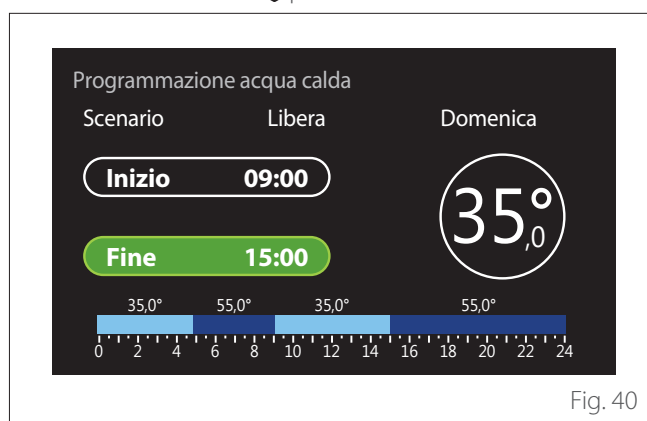 Programmazione acqua calda
Scenario Libera Domenica
Inizio 09:00
35,0°
Fine 15:00
35,0° 55,0° 35,0° 55,0°
0 2 4 6 8 10 12 14 16 18 20 22 24
Fig. 40